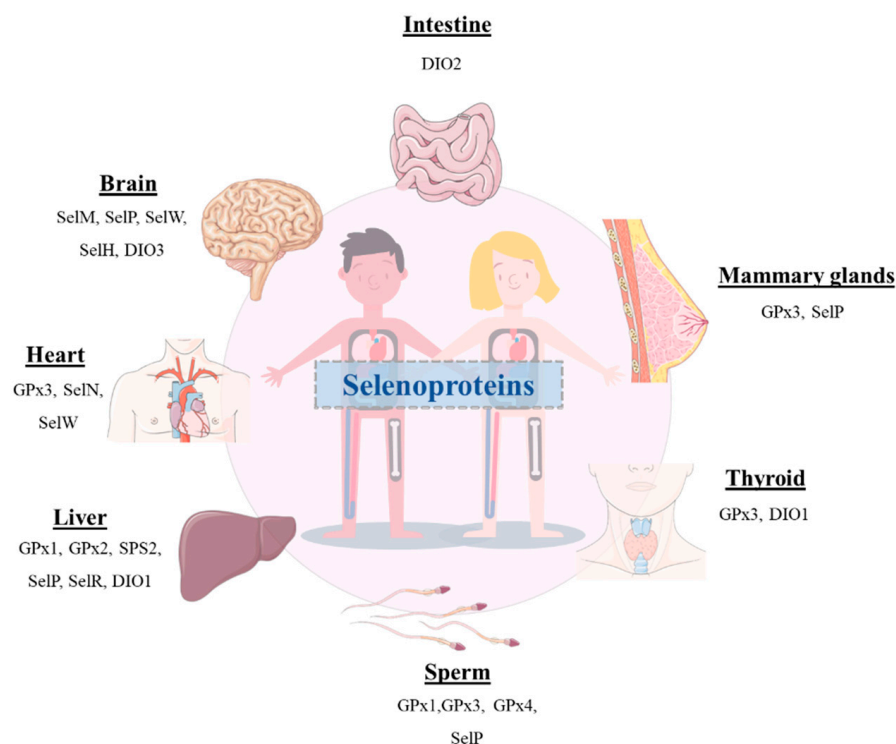 Intestine
DIO2
Brain
SelM, SelP, SelW,
SelH, DIO3
Mammary glands
GPx3, SelP
Heart
GPx3, SelN,
SelW
Selenoproteins
Thyroid
GPx3, DIO1
Liver
GPx1, GPx2, SPS2,
SelP, SelR, DIO1
Sperm
GPx1,GPx3, GPx4,
SelP